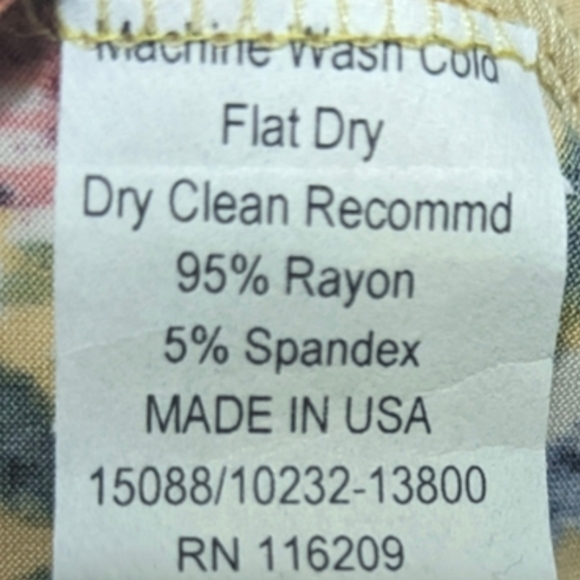 Machine Wash Cold
Flat Dry
Dry Clean Recommd
95% Rayon
5% Spandex
MADE IN USA
15088/10232-13800
RN 116209